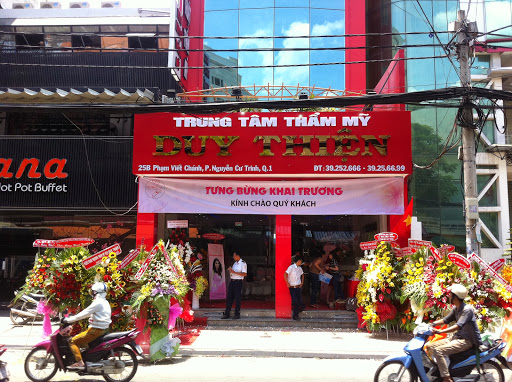 TRUNG TÂM THẨM MỸ
DUY THIỆN
25B Phạm Viết Chánh, P.Nguyễn Cư Trinh, Q.1 ĐT: 39.252.666 - 39.25.66.99
TƯNG BỪNG KHAI TRƯƠNG
KÍNH CHÀO QUÝ KHÁCH
ana
Hot Pot Buffet